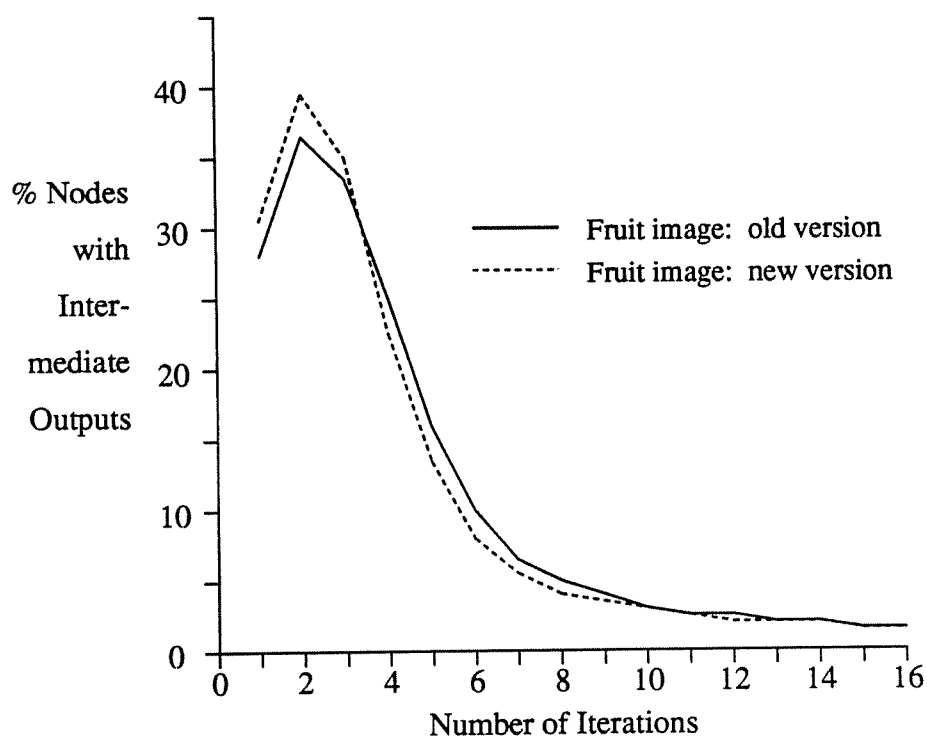 40
% Nodes
with
Inter-
mediate
Outputs
30
20
10
0
Fruit image: old version
Fruit image: new version
0 2 4 6 8 10 12 14 16
Number of Iterations